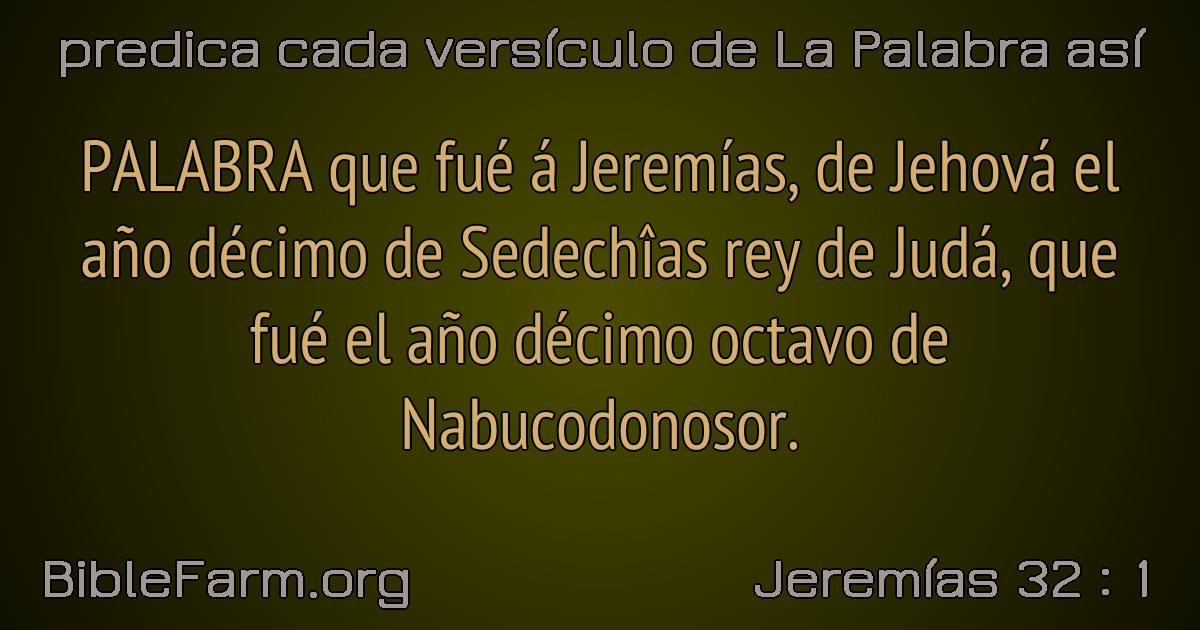 predica cada versículo de La Palabra así
PALABRA que fué á Jeremías, de Jehová el
año décimo de Sedechîas rey de Judá, que
fué el año décimo octavo de
Nabucodonosor.
BibleFarm.org
Jeremías 32 : 1